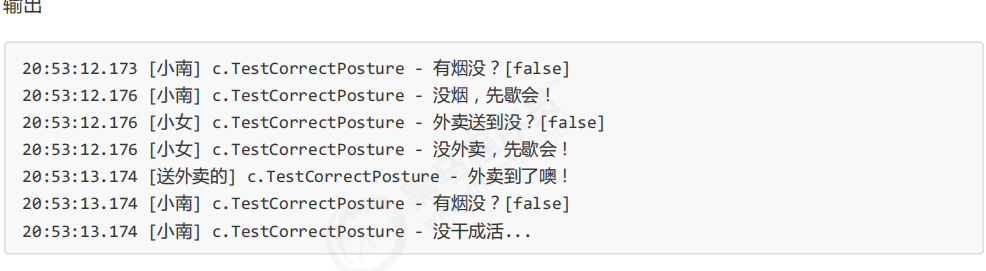 输出
20:53:12.173 [小南] c.TestCorrectPosture - 有烟没？[false]
20:53:12.176 [小南] c.TestCorrectPosture - 没烟，先歇会！
20:53:12.176 [小女] c.TestCorrectPosture - 外卖送到没？[false]
20:53:12.176 [小女] c.TestCorrectPosture - 没外卖，先歇会！
20:53:13.174 [送外卖的] c.TestCorrectPosture - 外卖到了噢！
20:53:13.174 [小南] c.TestCorrectPosture - 有烟没？[false]
20:53:13.174 [小南] c.TestCorrectPosture - 没干成活...